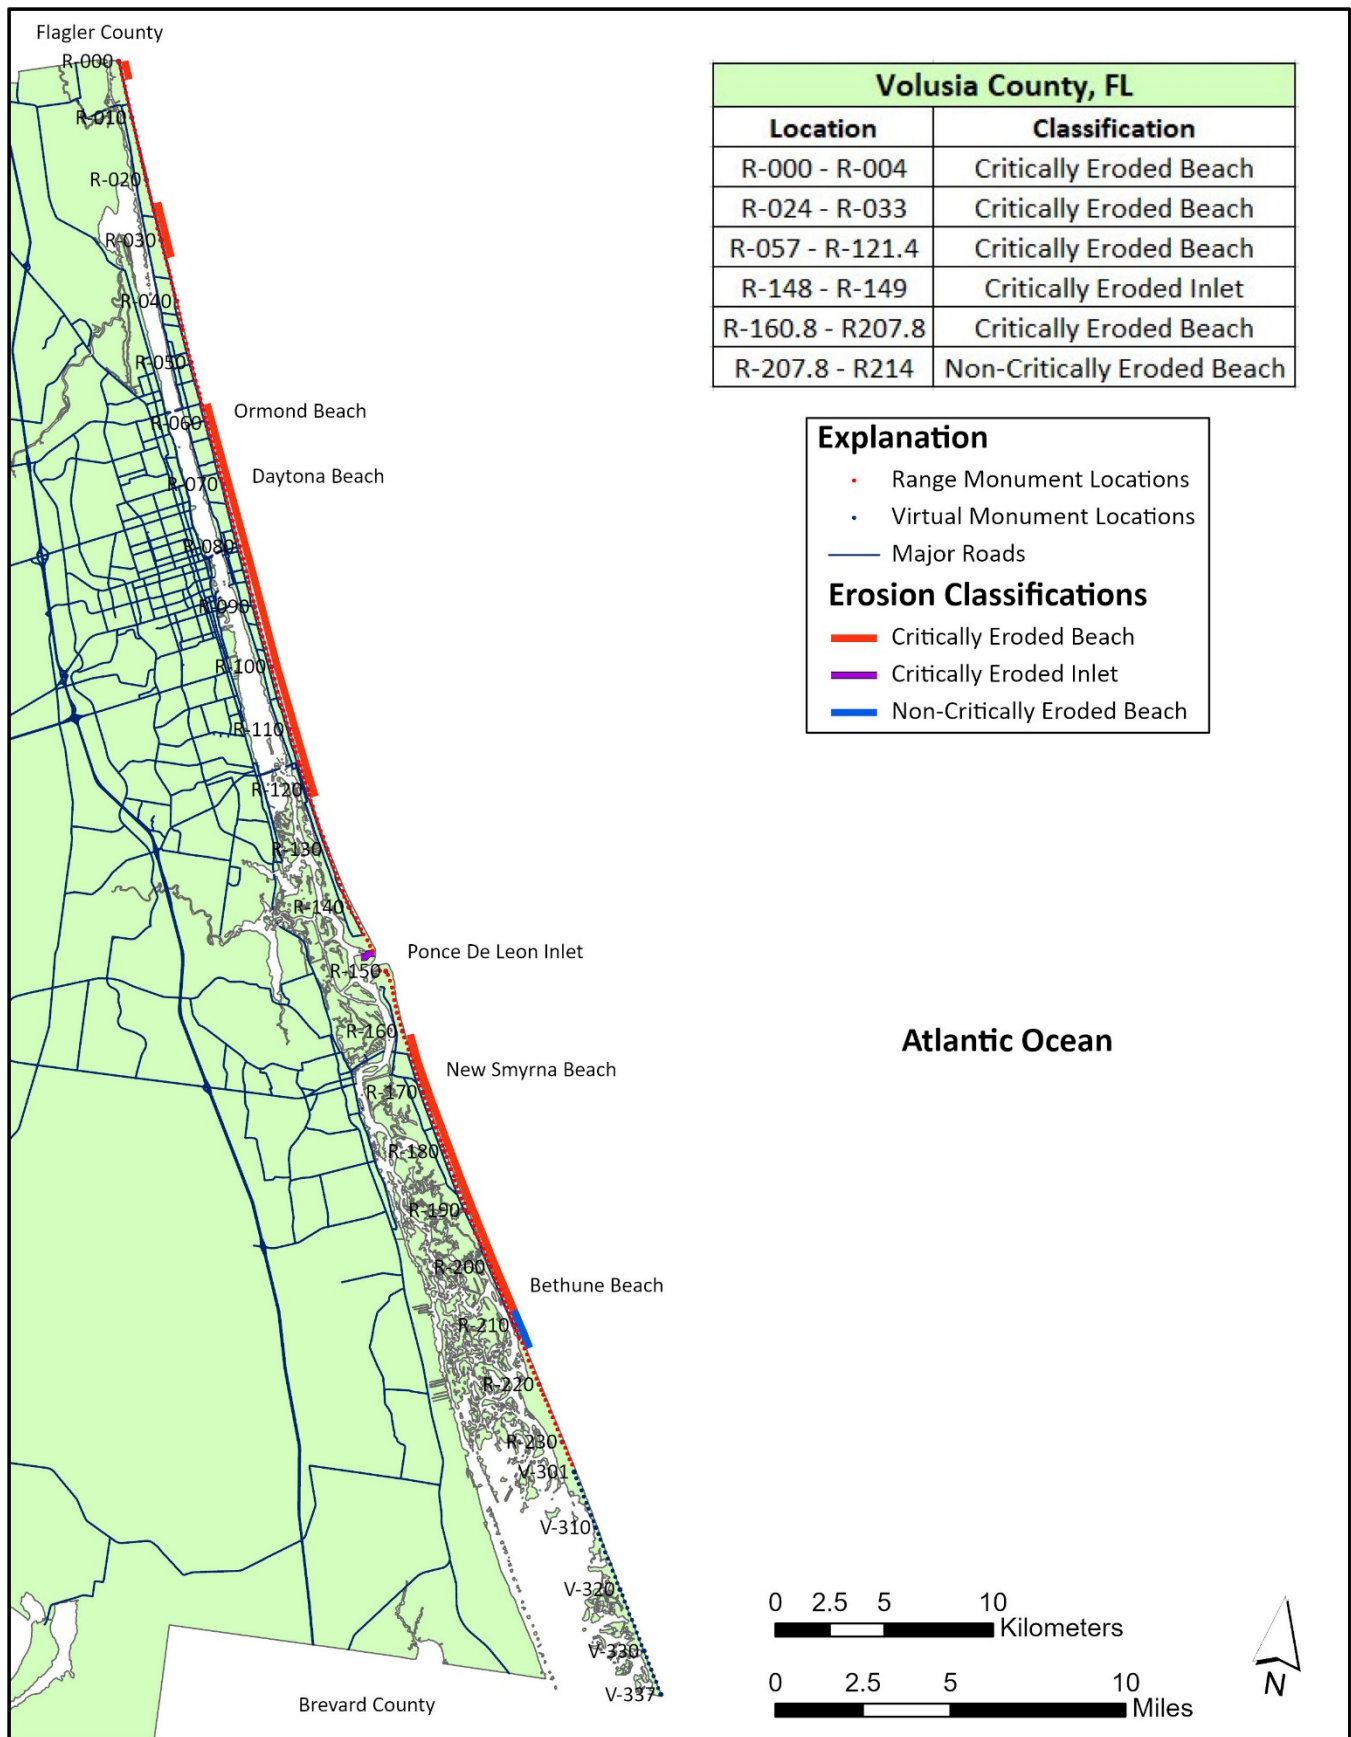 Flagler County
R-000
R-010
R-020
R-030
R-040
R-050
R-060
R-070
R-080
R-090
R-100
R-110
R-120
R-130
R-140
R-150
R-160
R-170
R-180
R-190
R-200
R-210
R-220
R-230
V-301
V-310
V-320
V-330
V-337
Ormond Beach
Daytona Beach
Ponce De Leon Inlet
New Smyrna Beach
Bethune Beach
Brevard County
Volusia County, FL
Location Classification
R-000 - R-004 Critically Eroded Beach
R-024 - R-033 Critically Eroded Beach
R-057 - R-121.4 Critically Eroded Beach
R-148 - R-149 Critically Eroded Inlet
R-160.8 - R207.8 Critically Eroded Beach
R-207.8 - R214 Non-Critically Eroded Beach
Explanation
Range Monument Locations
Virtual Monument Locations
Major Roads
Erosion Classifications
Critically Eroded Beach
Critically Eroded Inlet
Non-Critically Eroded Beach
Atlantic Ocean
0 2.5 5 10
Kilometers
0 2.5 5 10
Miles
N